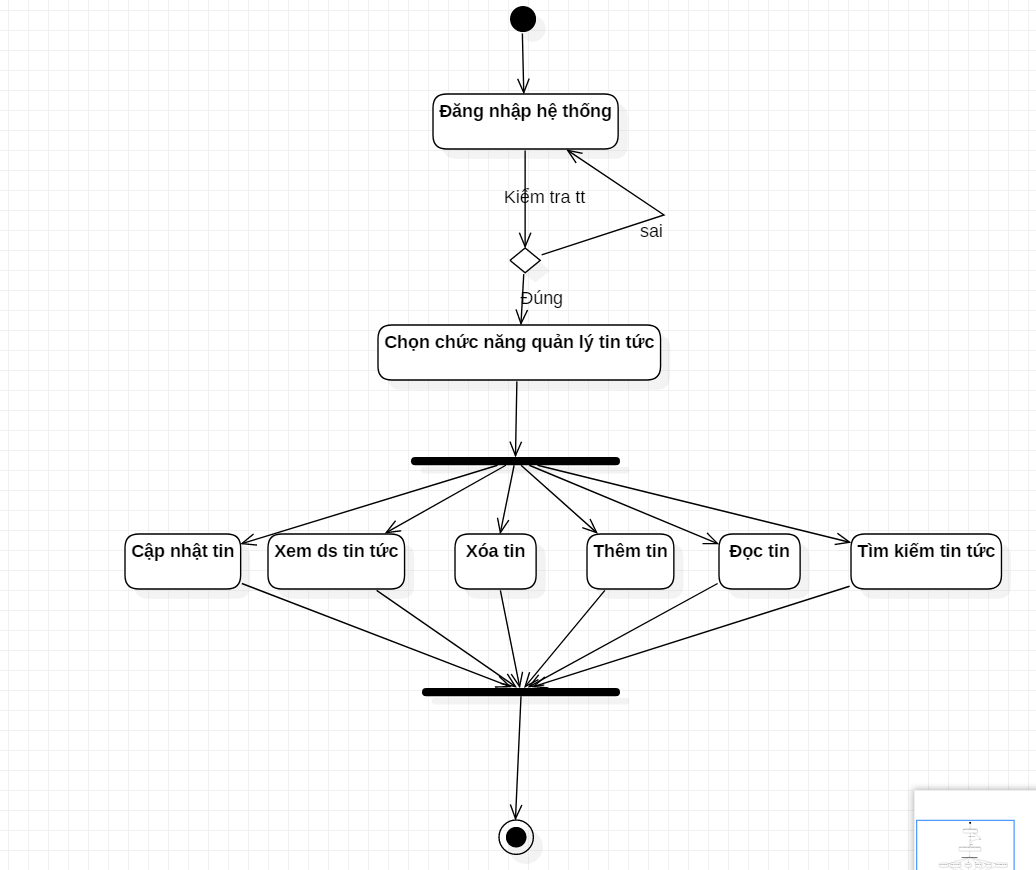 Đăng nhập hệ thống
Kiểm tra tt
sai
Đúng
Chọn chức năng quản lý tin tức
Cập nhật tin
Xem ds tin tức
Xóa tin
Thêm tin
Đọc tin
Tìm kiếm tin tức